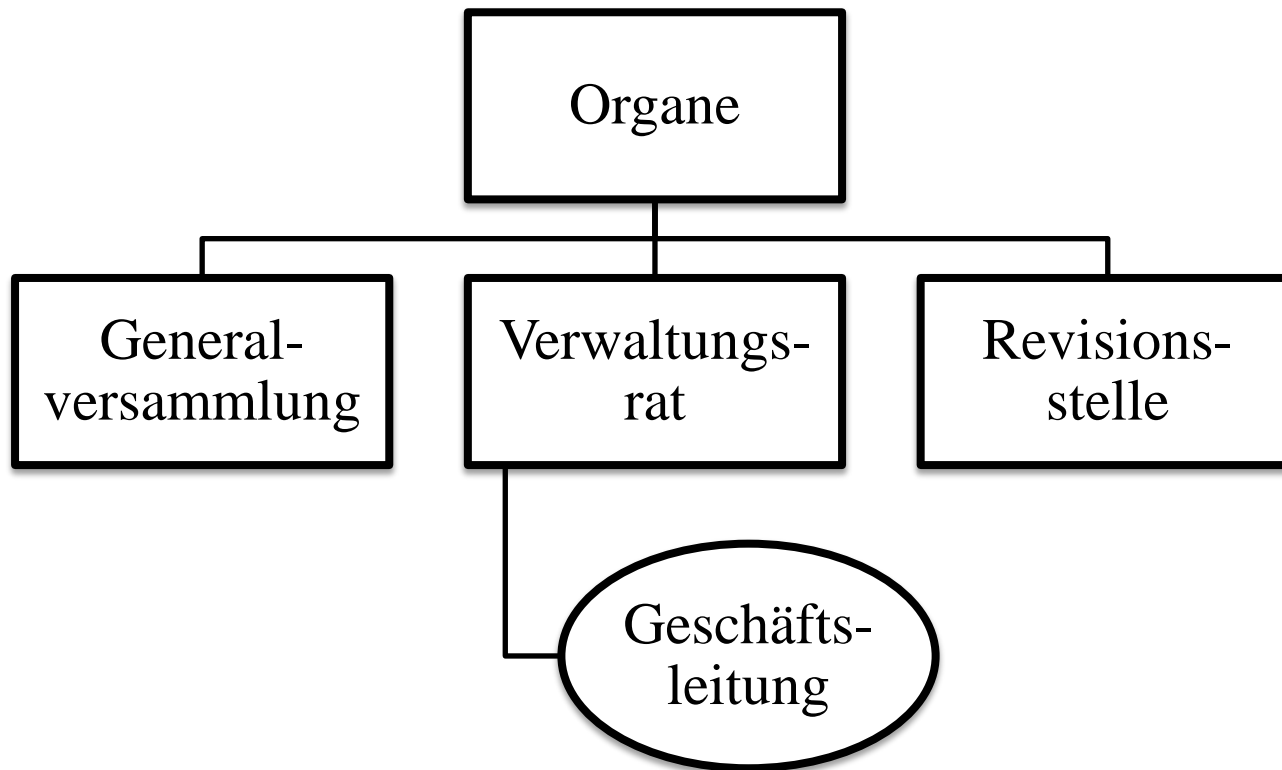 Organe
General-
versammlung
Verwaltungs-
rat
Revisions-
stelle
Geschäfts-
leitung